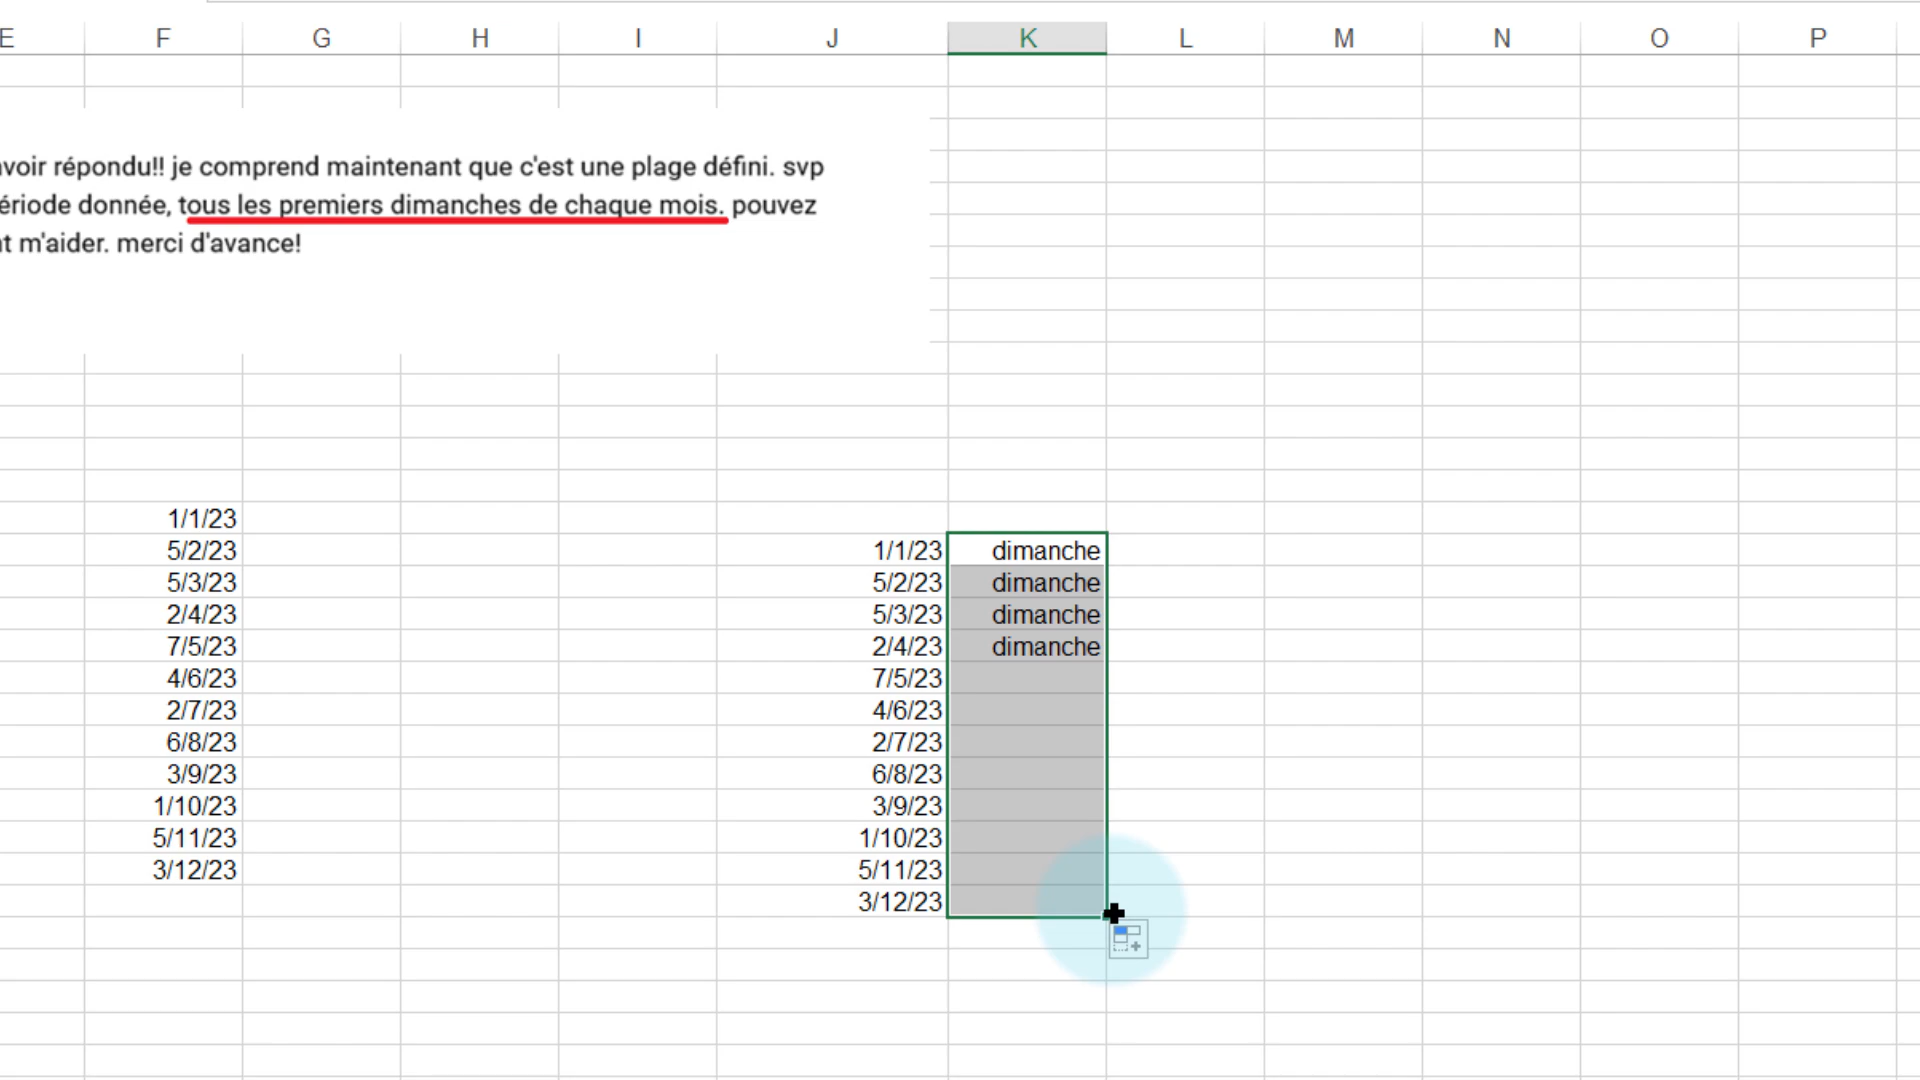 E F G H I J K L M N O P
avoir répondu!! je comprend maintenant que c'est une plage défini. svp
ériode donnée, tous les premiers dimanches de chaque mois. pouvez
nt m'aider. merci d'avance!
1/1/23
5/2/23 1/1/23 dimanche
5/3/23 5/2/23 dimanche
2/4/23 5/3/23 dimanche
7/5/23 2/4/23 dimanche
4/6/23 7/5/23
2/7/23 4/6/23
6/8/23 2/7/23
3/9/23 6/8/23
1/10/23 3/9/23
5/11/23 1/10/23
3/12/23 5/11/23
3/12/23